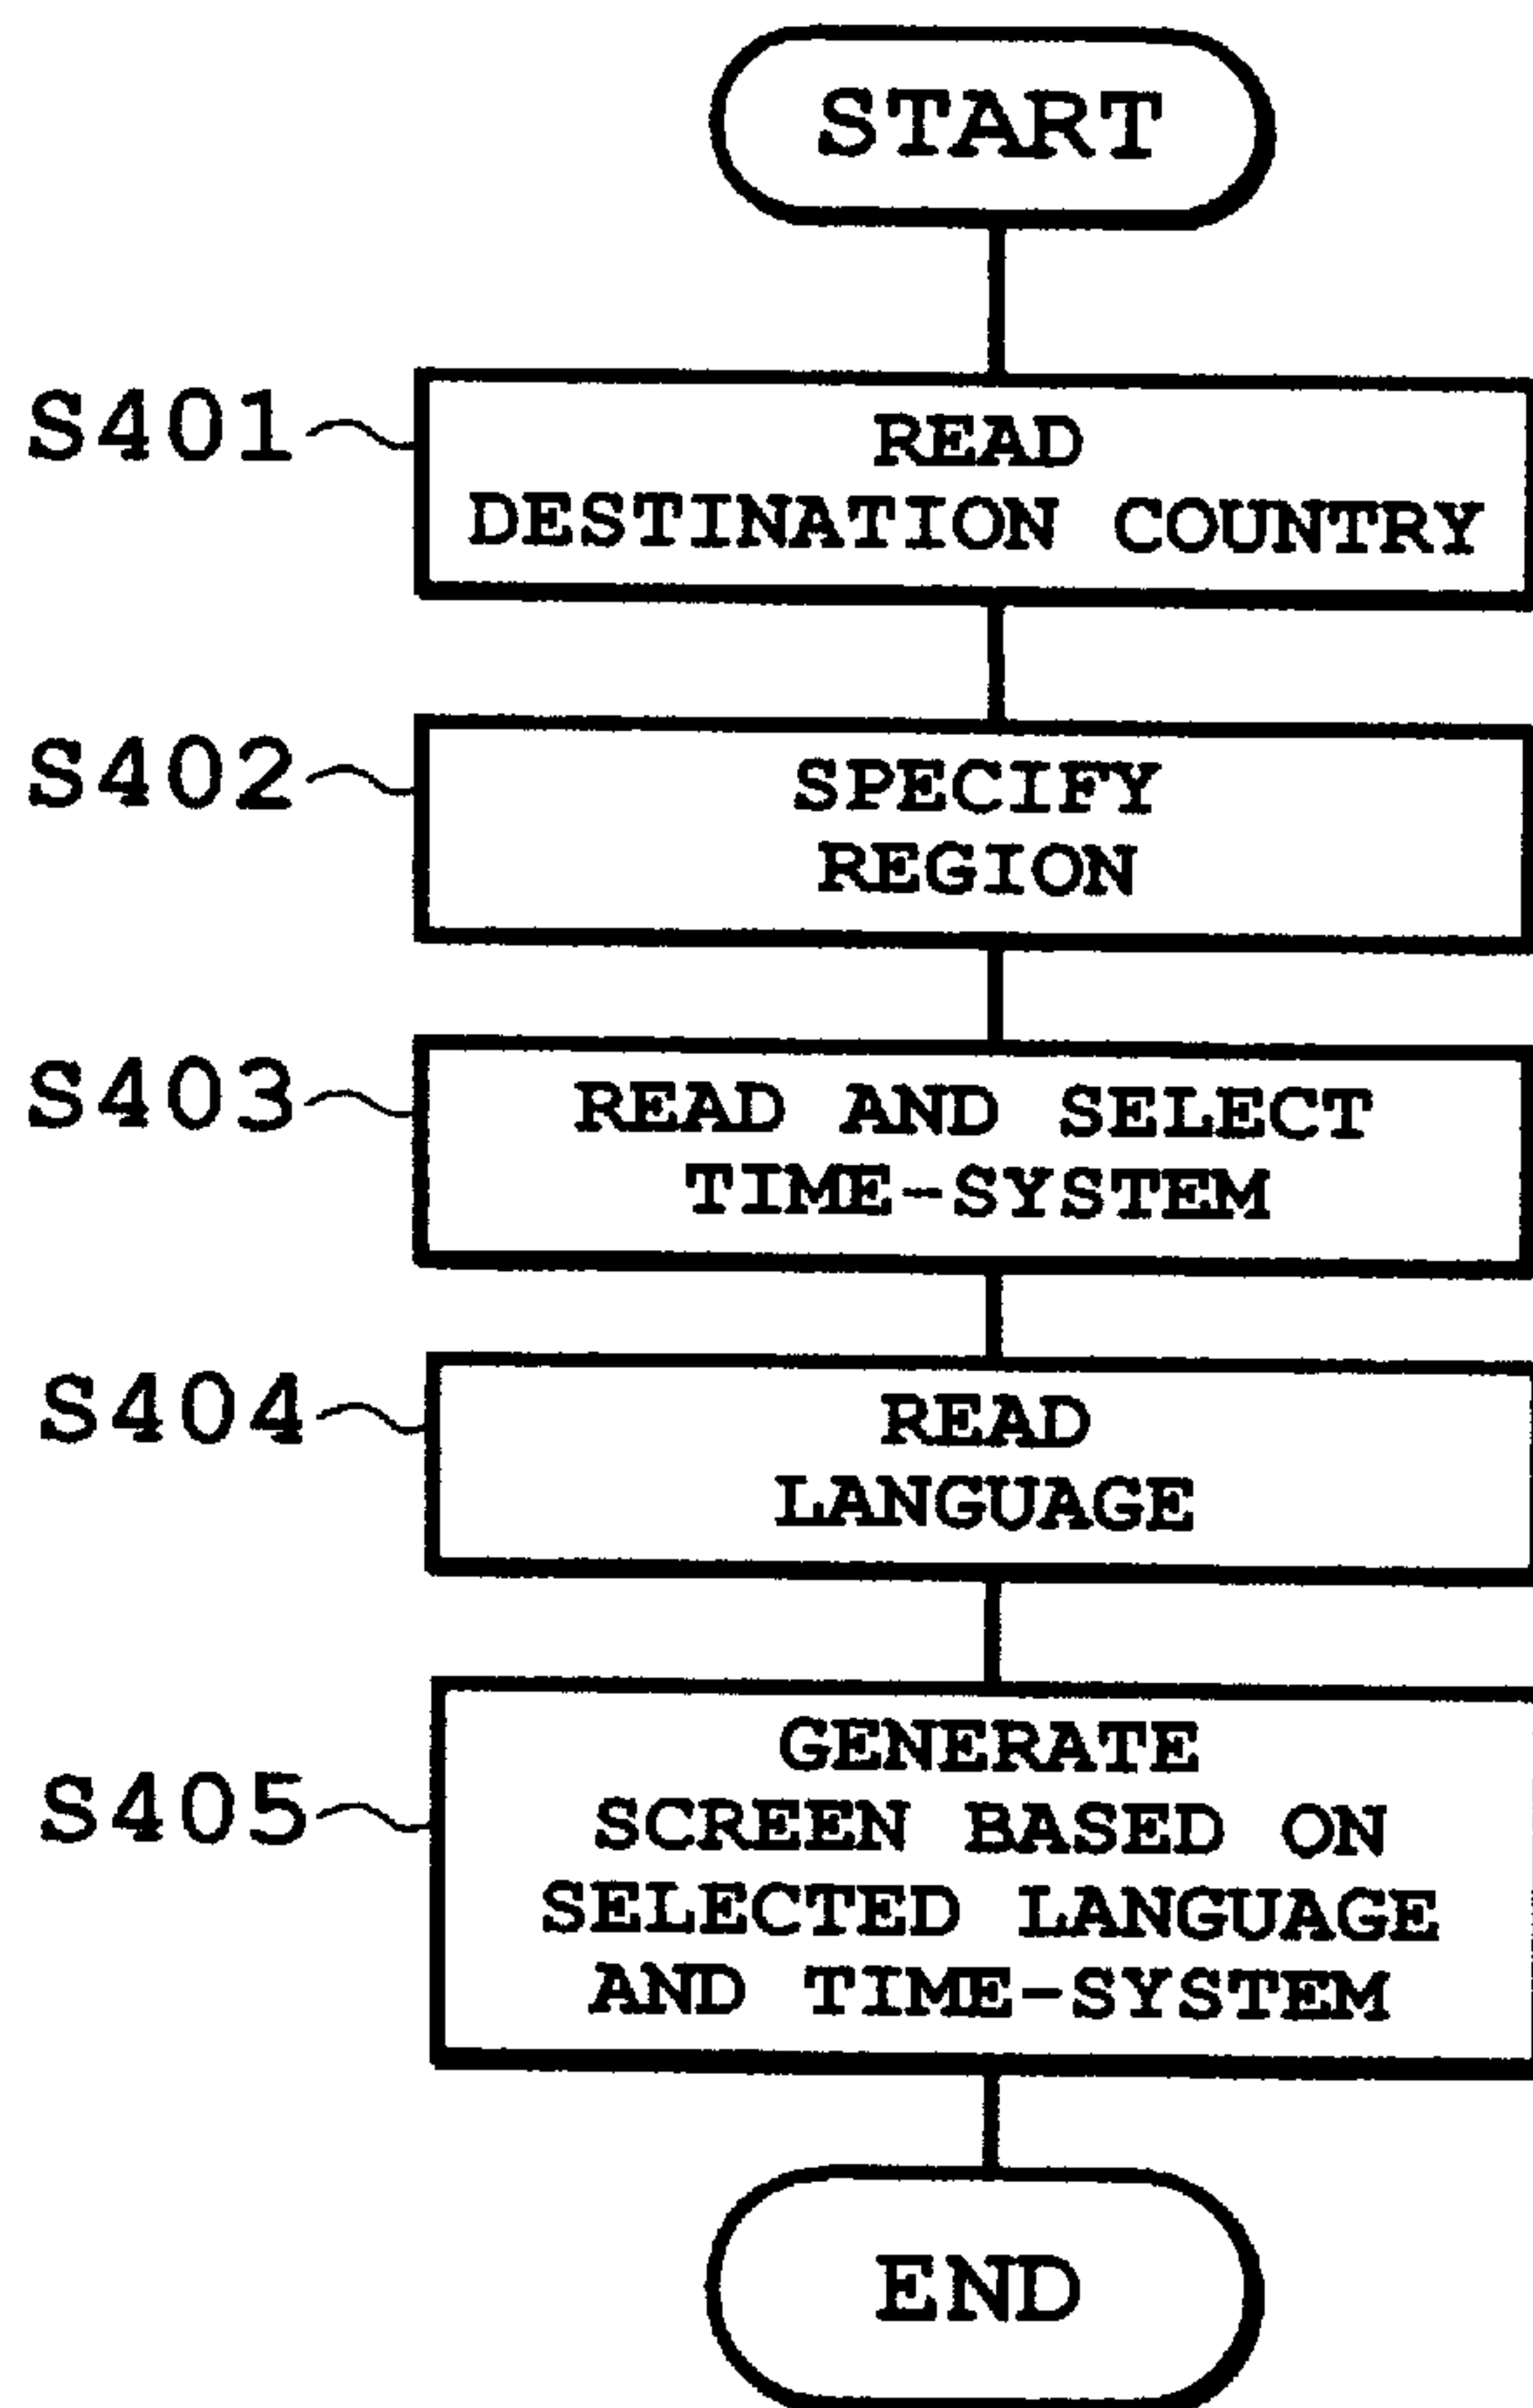 START
S401
READ
DESTINATION COUNTRY
S402
SPECIFY
REGION
S403
READ AND SELECT
TIME-SYSTEM
S404
READ
LANGUAGE
S405
GENERATE
SCREEN BASED ON
SELECTED LANGUAGE
AND TIME-SYSTEM
END